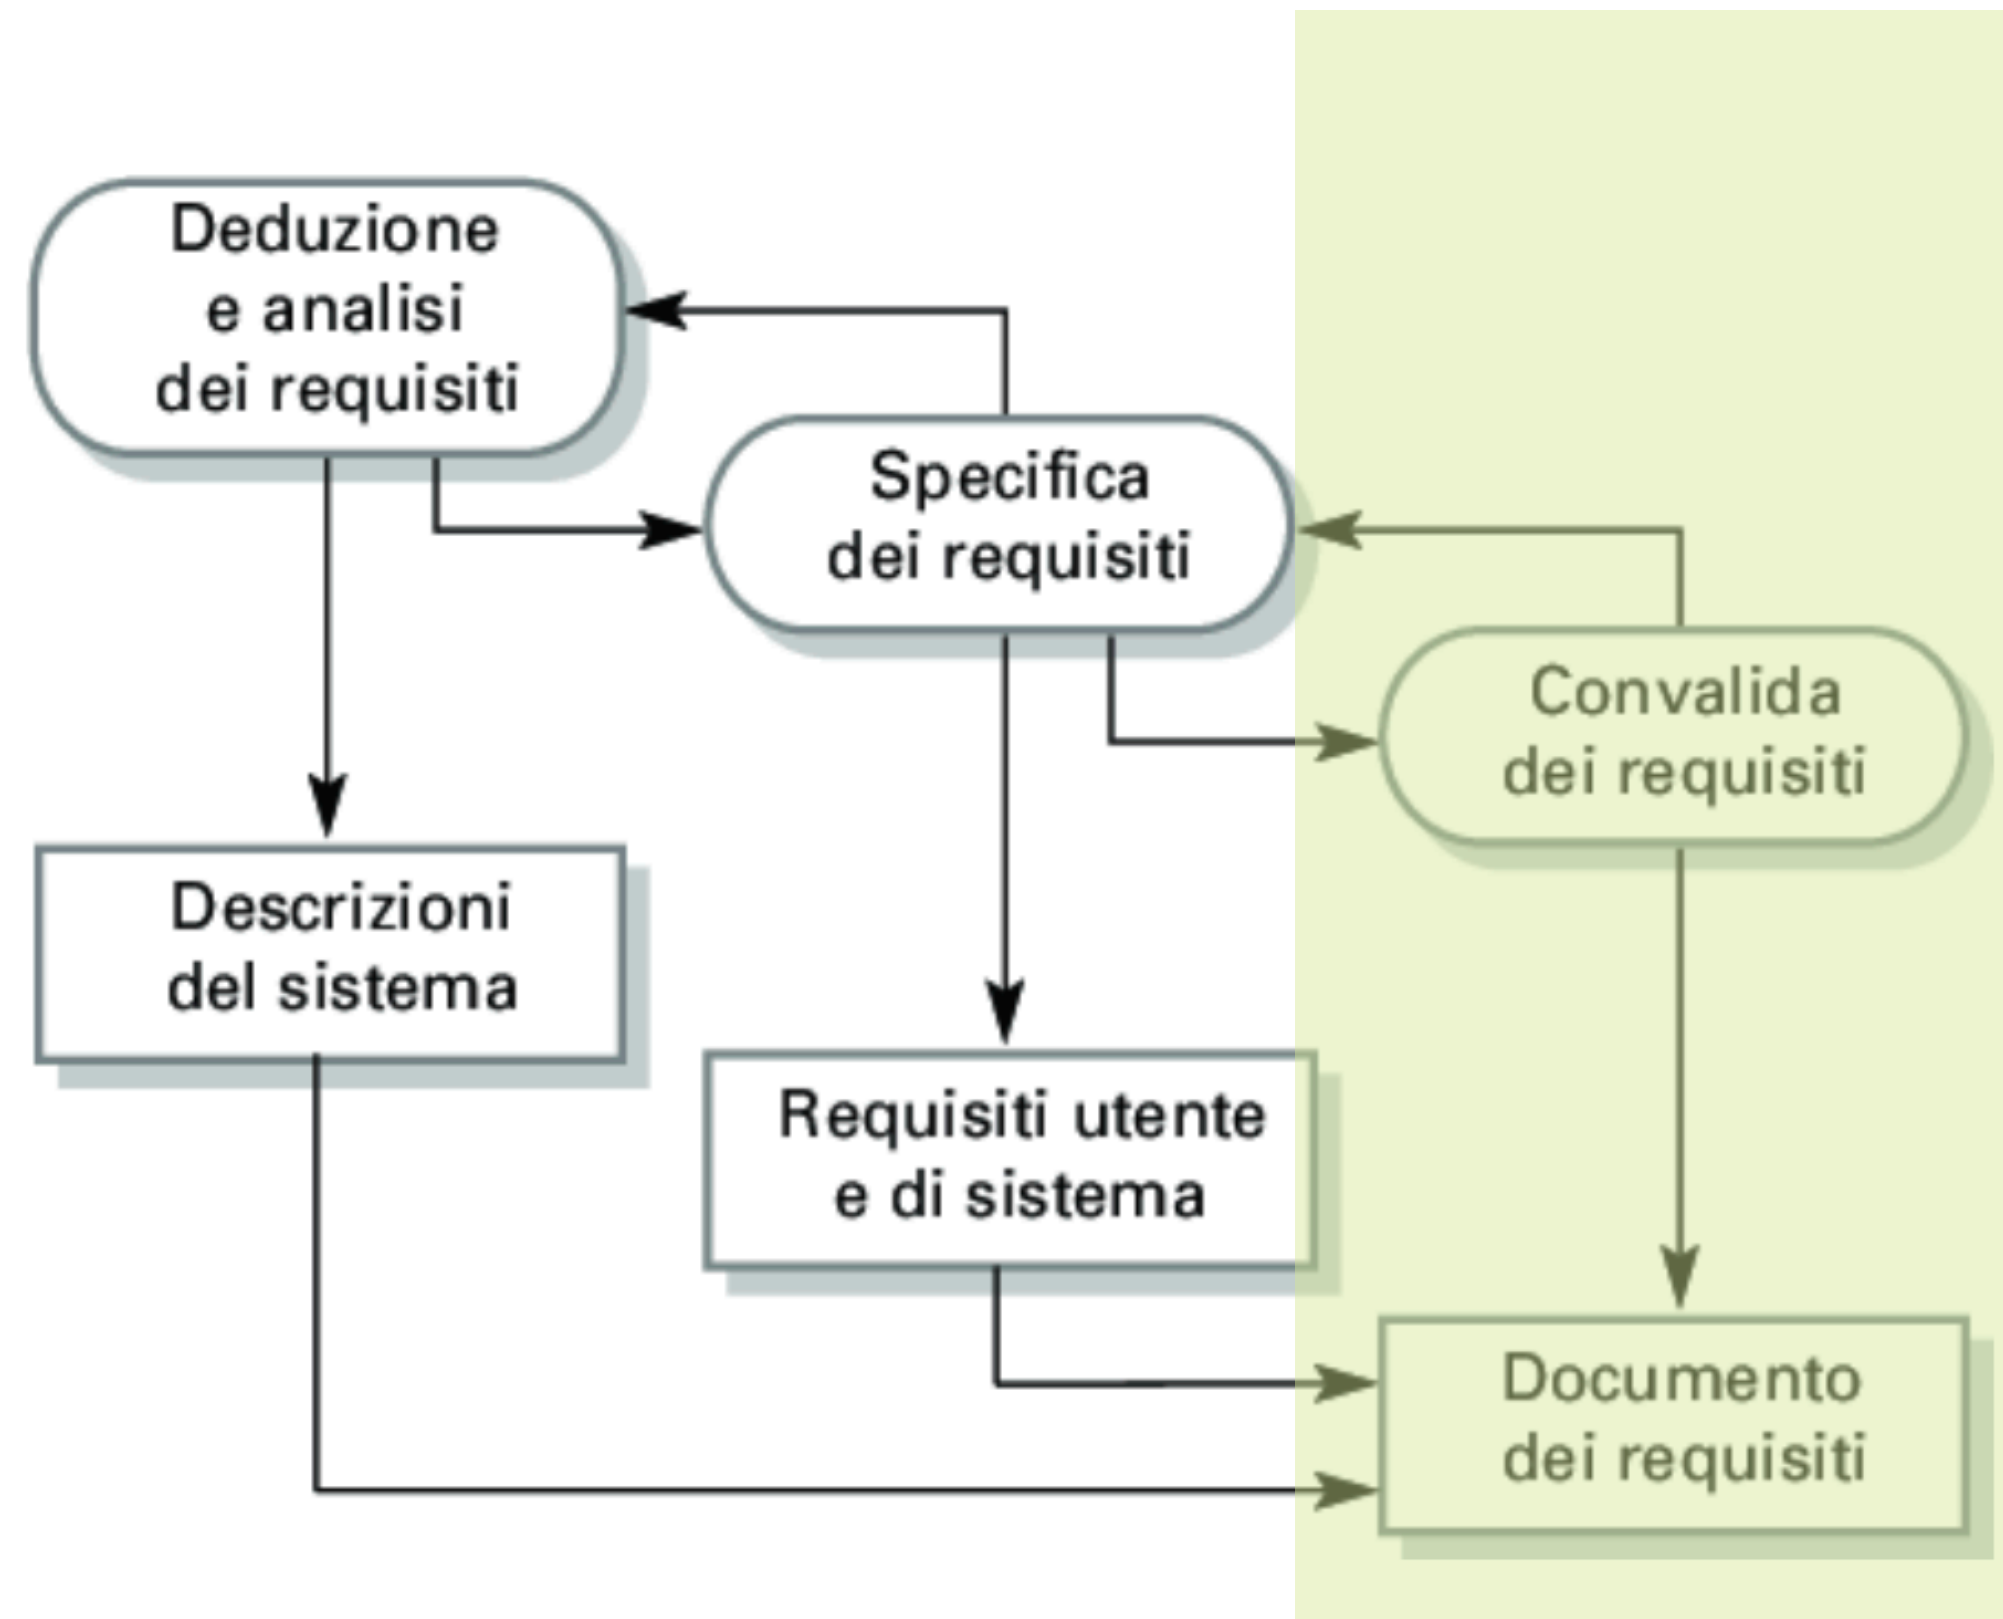 Deduzione
e analisi
dei requisiti
Specifica
dei requisiti
Convalida
dei requisiti
Descrizioni
del sistema
Requisiti utente
e di sistema
Documento
dei requisiti